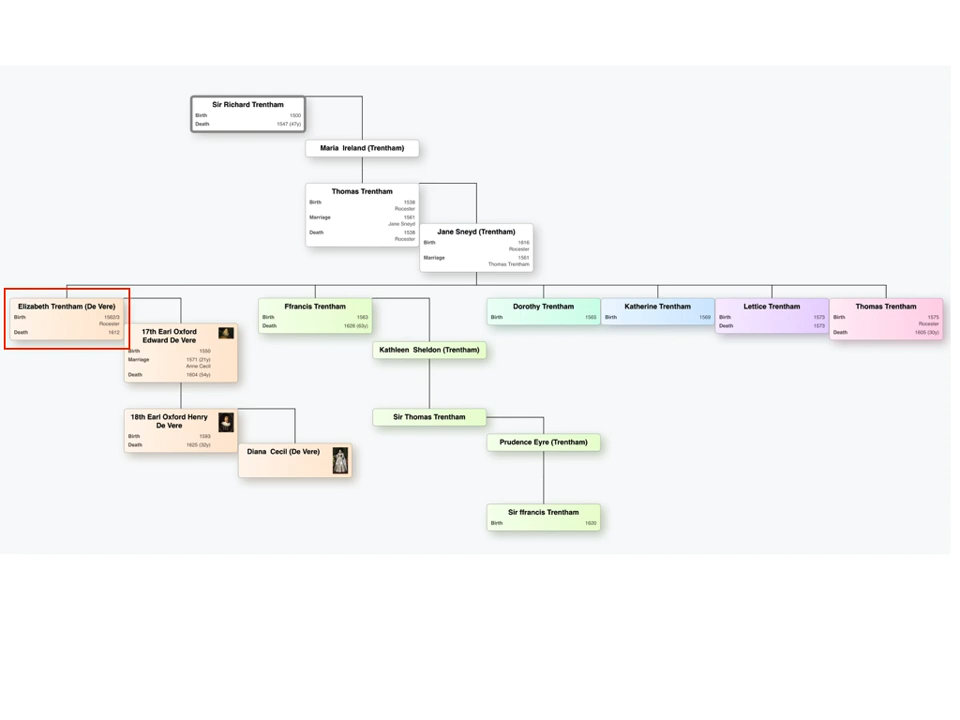 Sir Richard Trentham
Birth 1500
Death 1547 (47y)
Maria Ireland (Trentham)
Thomas Trentham
Birth 1538
Rocester
Marriage 1561
Jane Sneyd
Death 1538
Rocester
Jane Sneyd (Trentham)
Birth 1616
Rocester
Marriage 1561
Thomas Trentham
Elizabeth Trentham (De Vere)
Birth 1562/3
Rocester
Death 1612
17th Earl Oxford
Edward De Vere
Birth 1550
Marriage 1571 (21y)
Anne Cecil
Death 1604 (54y)
18th Earl Oxford Henry
De Vere
Birth 1593
Death 1625 (32y)
Diana Cecil (De Vere)
Ffrancis Trentham
Birth 1563
Death 1626 (63y)
Kathleen Sheldon (Trentham)
Sir Thomas Trentham
Prudence Eyre (Trentham)
Sir ffrancis Trentham
Birth 1620
Dorothy Trentham
Birth 1565
Katherine Trentham
Birth 1569
Lettice Trentham
Birth 1573
Death 1573
Thomas Trentham
Birth 1575
Rocester
Death 1605 (30y)